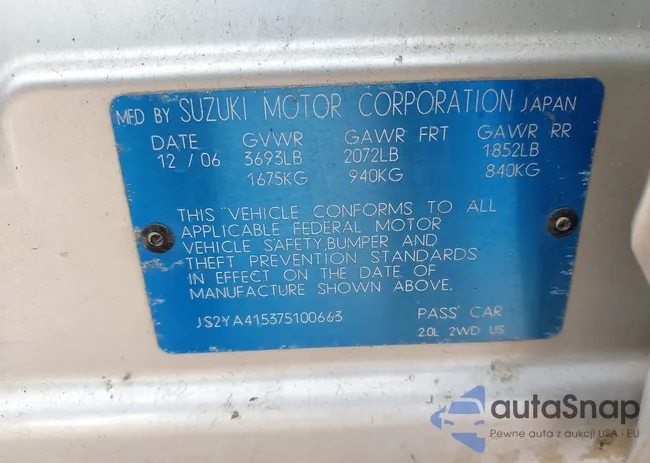 MFD BY SUZUKI MOTOR CORPORATION JAPAN
DATE GVWR GAWR FRT GAWR RR
12 / 06 3693LB 2072LB 1852LB
1675KG 940KG 840KG
THIS VEHICLE CONFORMS TO ALL
APPLICABLE FEDERAL MOTOR
VEHICLE SAFETY,BUMPER AND
THEFT PREVENTION STANDARDS
IN EFFECT ON THE DATE OF
MANUFACTURE SHOWN ABOVE.
JS2YA415375100663 PASS CAR
2.0L 2WD US
autaSnap
Pewne auta z aukcji USA i EU